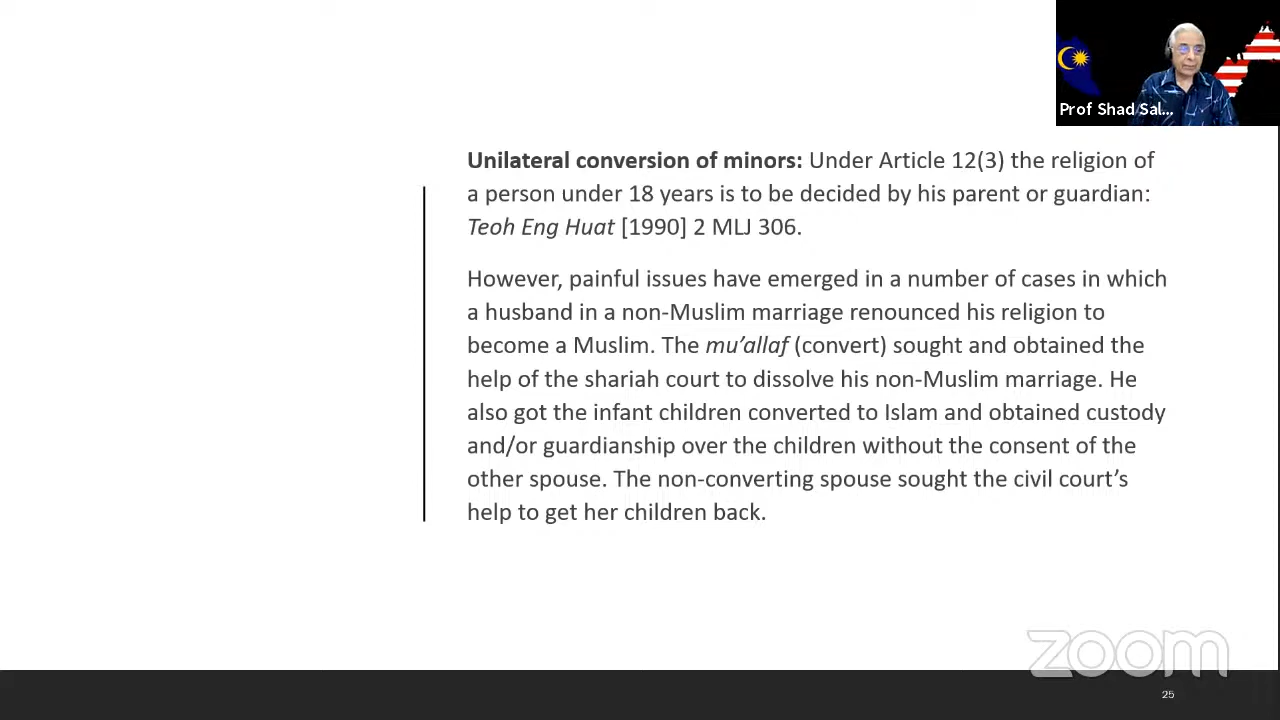 Prof Shad Sal...
Unilateral conversion of minors: Under Article 12(3) the religion of
a person under 18 years is to be decided by his parent or guardian:
Teoh Eng Huat [1990] 2 MLJ 306.
However, painful issues have emerged in a number of cases in which
a husband in a non-Muslim marriage renounced his religion to
become a Muslim. The mu’allaf (convert) sought and obtained the
help of the shariah court to dissolve his non-Muslim marriage. He
also got the infant children converted to Islam and obtained custody
and/or guardianship over the children without the consent of the
other spouse. The non-converting spouse sought the civil court’s
help to get her children back.
zoom
25